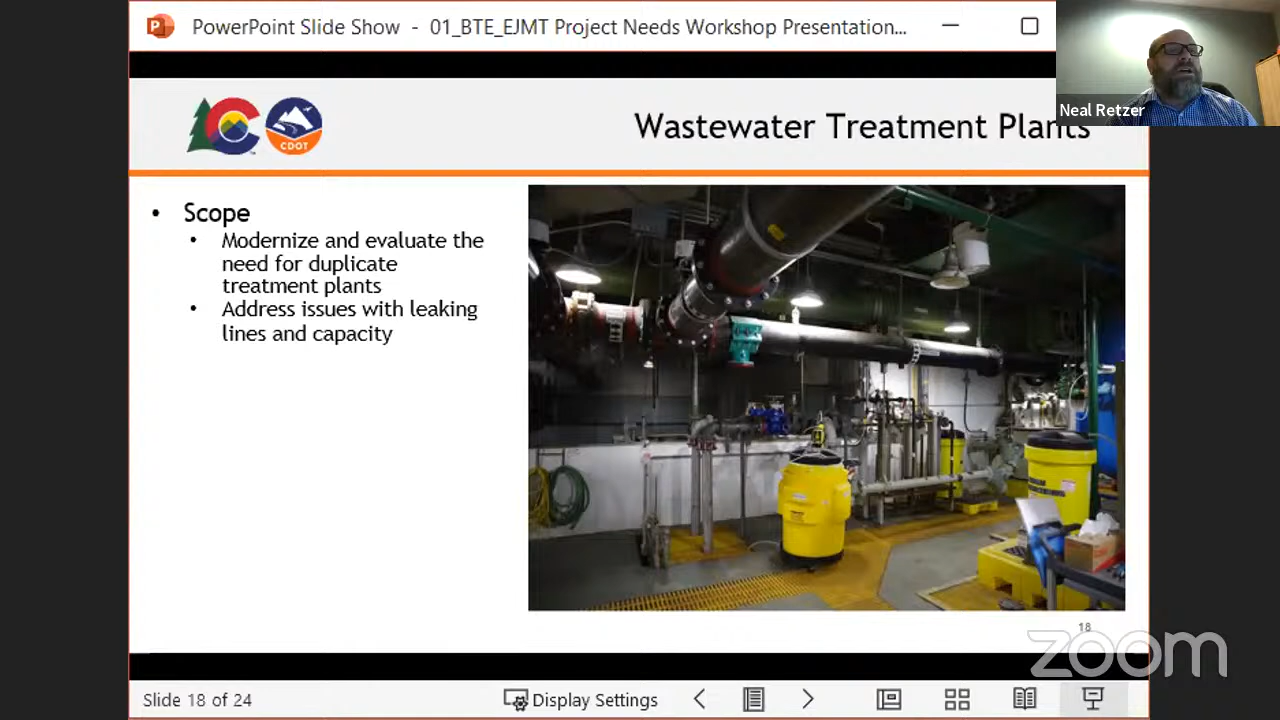 PowerPoint Slide Show - 01_BTE_EJMT Project Needs Workshop Presentation...
Neal Retzer
CDOT
Wastewater Treatment Plants
• Scope
• Modernize and evaluate the
need for duplicate
treatment plants
• Address issues with leaking
lines and capacity
18
zoom
Slide 18 of 24
Display Settings